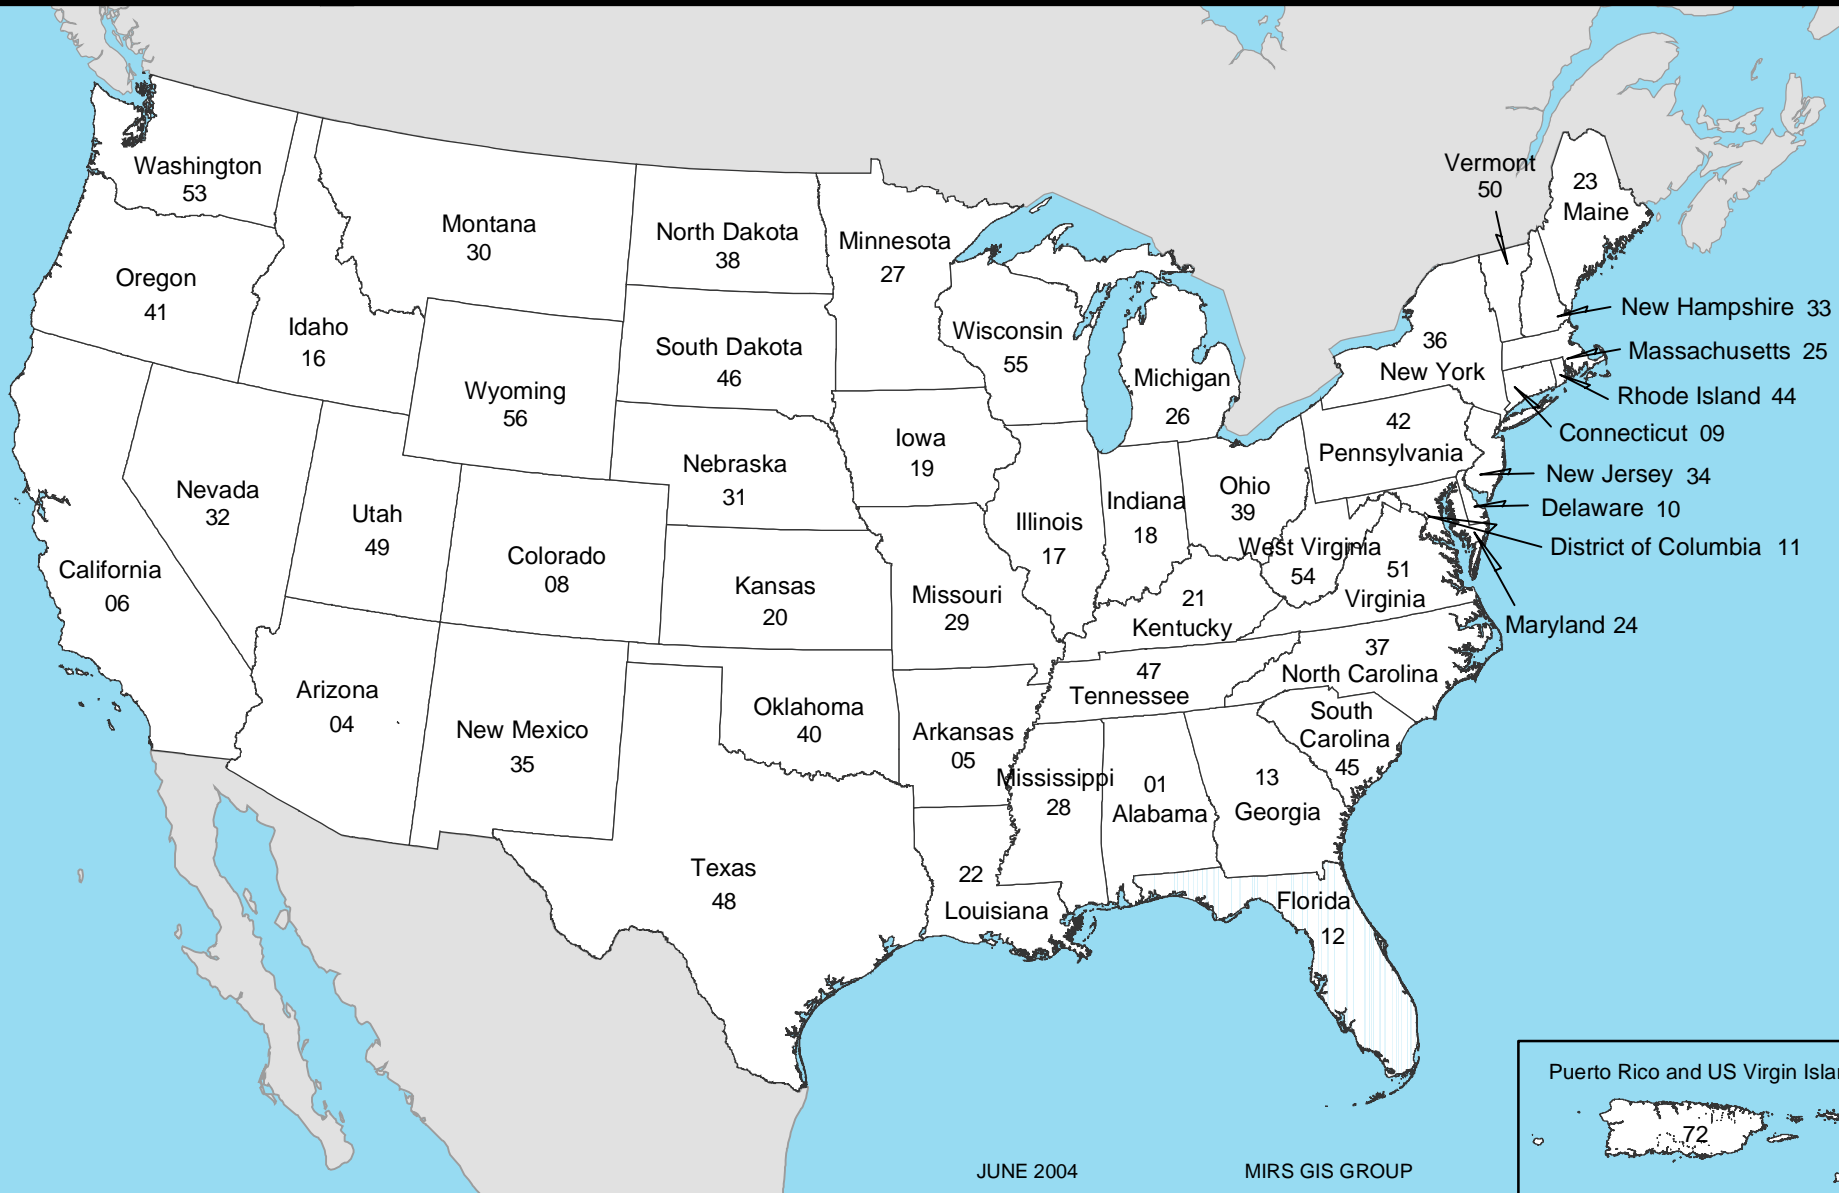 Washington
53
Oregon
41
California
06
Nevada
32
Idaho
16
Montana
30
Wyoming
56
Utah
49
Arizona
04
Colorado
08
New Mexico
35
North Dakota
38
South Dakota
46
Nebraska
31
Kansas
20
Oklahoma
40
Texas
48
Minnesota
27
Iowa
19
Missouri
29
Arkansas
05
22
Louisiana
Wisconsin
55
Illinois
17
Michigan
26
Indiana
18
Ohio
39
21
Kentucky
47
Tennessee
Mississippi
28
01
Alabama
13
Georgia
Florida
12
South
Carolina
45
37
North Carolina
51
Virginia
West Virginia
54
42
Pennsylvania
36
New York
Vermont
50
23
Maine
New Hampshire 33
Massachusetts 25
Rhode Island 44
Connecticut 09
New Jersey 34
Delaware 10
District of Columbia 11
Maryland 24
Puerto Rico and US Virgin
72
JUNE 2004
MIRS GIS GROUP